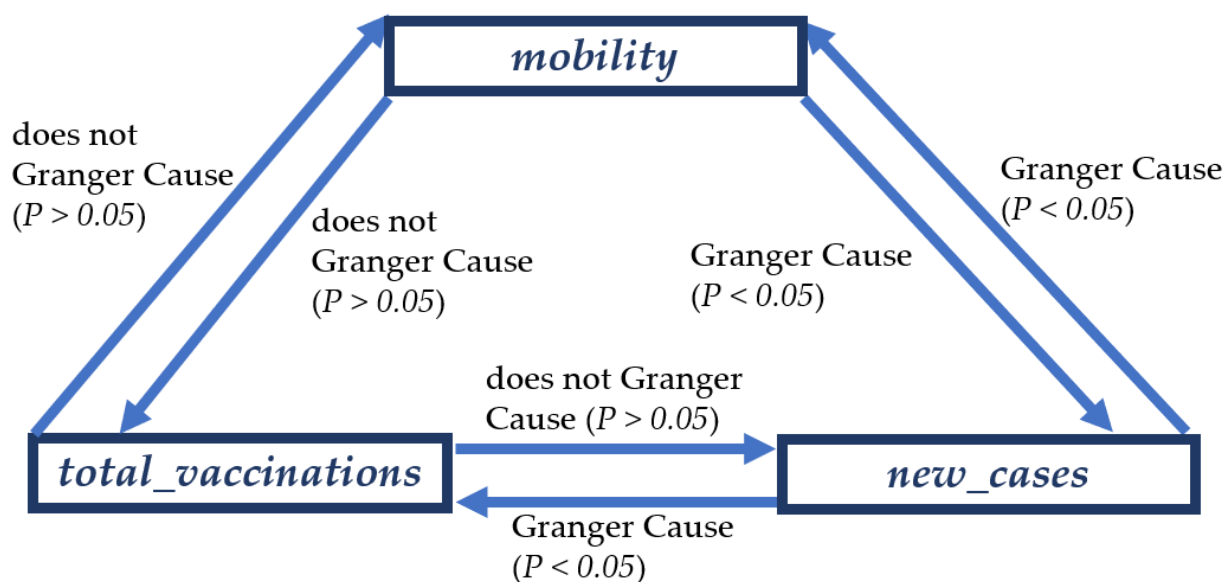 mobility
does not
Granger Cause
(P > 0.05)
does not
Granger Cause
(P > 0.05)
Granger Cause
(P < 0.05)
Granger Cause
(P < 0.05)
does not Granger
Cause (P > 0.05)
total_vaccinations
new_cases
Granger Cause
(P < 0.05)